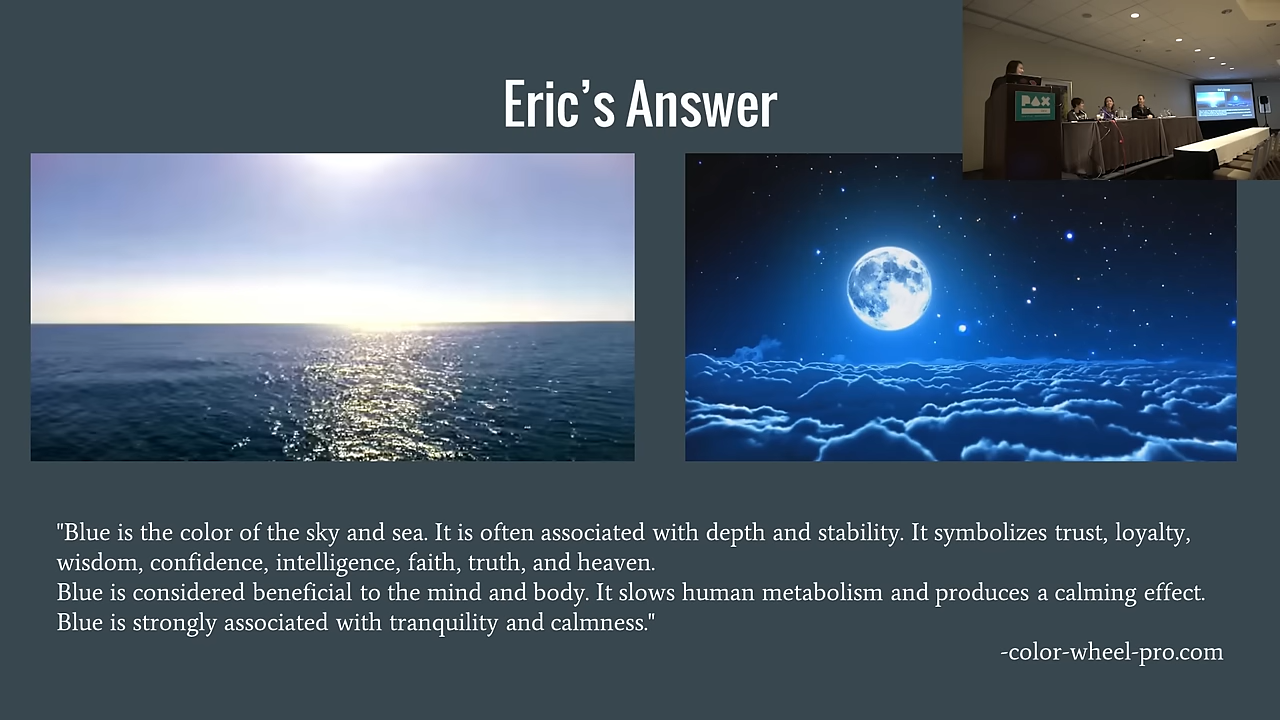 Eric's Answer
PAX
"Blue is the color of the sky and sea. It is often associated with depth and stability. It symbolizes trust, loyalty,
wisdom, confidence, intelligence, faith, truth, and heaven.
Blue is considered beneficial to the mind and body. It slows human metabolism and produces a calming effect.
Blue is strongly associated with tranquility and calmness."
-color-wheel-pro.com